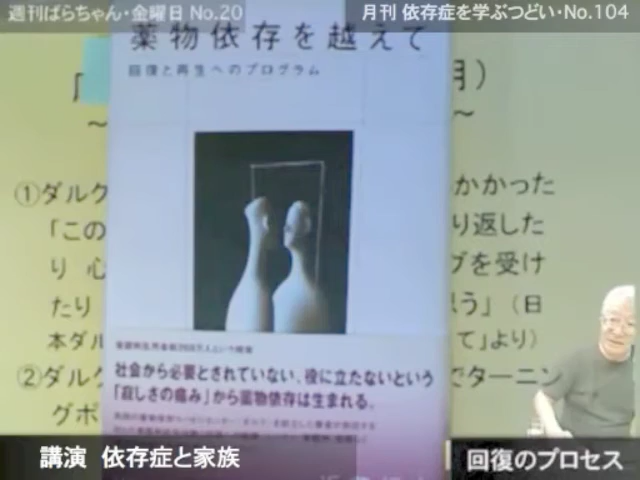 週刊ばらちゃん・金曜日 No.20
月刊 依存症を学ぶつどい・No.104
薬物依存を越えて
回復と再生へのプログラム
「
月）
～
～
①ダルク
かかった
「この
り返した
り 心
ブを受け
たり
思う」（日
本ダル
て」より）
社会から必要とされていない、役に立たないという
「寂しさの痛み」から薬物依存は生まれる。
②ダルク
でターニン
グポ
講演 依存症と家族
回復のプロセス